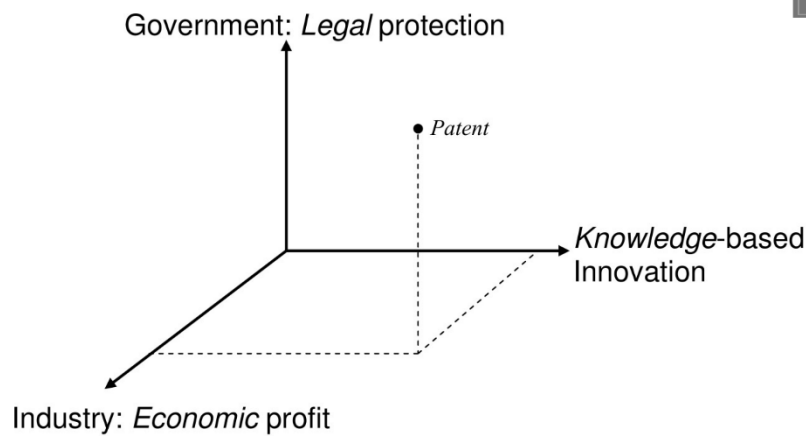 Government: Legal protection
Patent
Knowledge-based
Innovation
Industry: Economic profit